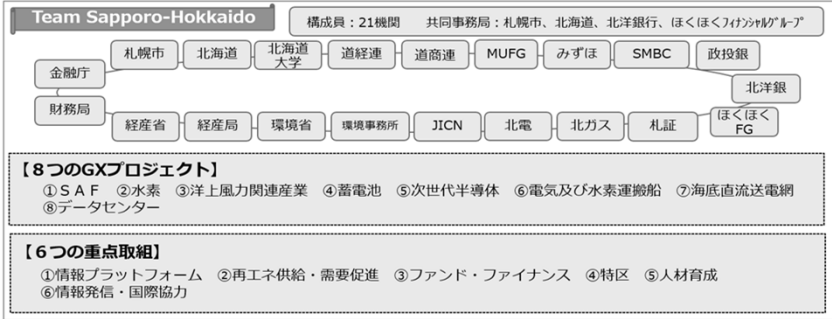 Team Sapporo-Hokkaido
構成員：21機関　　共同事務局：札幌市、北海道、北洋銀行、ほくほくﾌｨﾅﾝｼｬﾙｸﾞﾙｰﾌﾟ
札幌市
北海道
北海道
大学
道経連
道商連
MUFG
みずほ
SMBC
政投銀
金融庁
北洋銀
財務局
経産省
経産局
環境省
環境事務所
JICN
北電
北ガス
札証
ほくほく
FG
【８つのGXプロジェクト】
①ＳＡＦ　②水素　③洋上風力関連産業　④蓄電池　⑤次世代半導体　⑥電気及び水素運搬船　⑦海底直流送電網
⑧データセンター
【６つの重点取組】
①情報プラットフォーム　②再エネ供給・需要促進　③ファンド・ファイナンス　④特区　⑤人材育成
⑥情報発信・国際協力